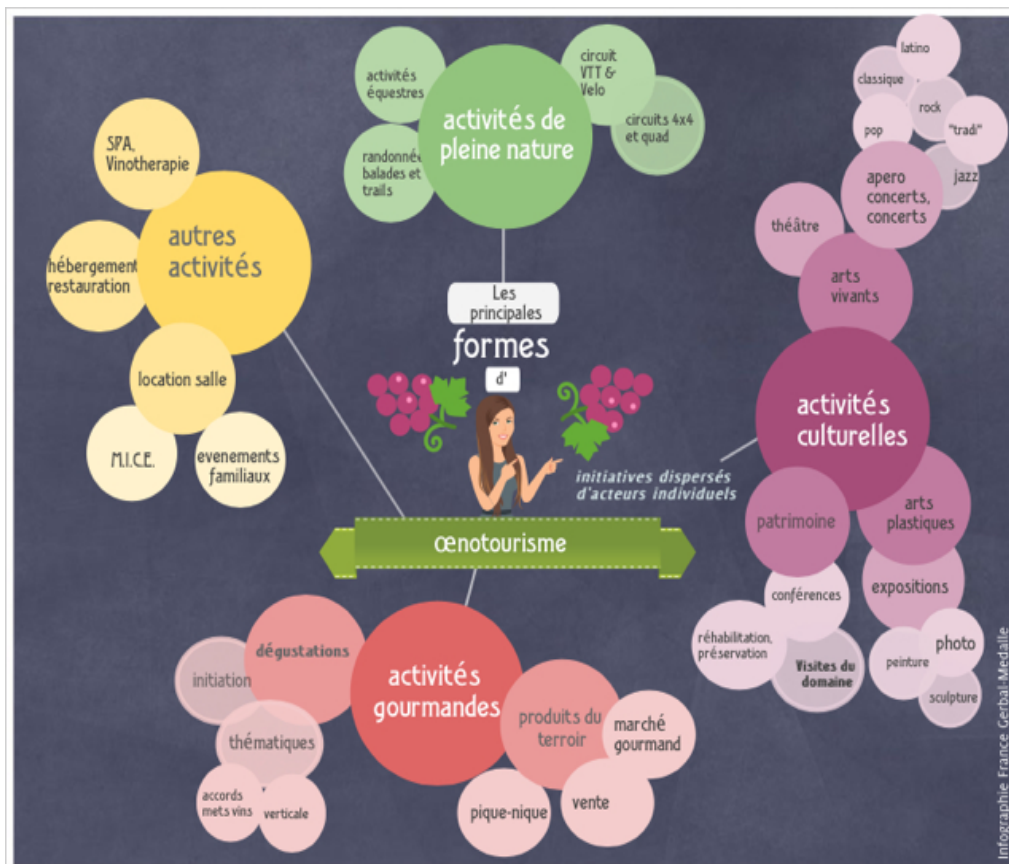 activités
équestres
randonnée
balades et
trails
activités de
pleine nature
circuit
VTT &
Velo
circuits 4x4
et quad
SPA,
Vinotherapie
autres
activités
hébergement
restauration
location salle
M.I.C.E.
evenements
familiaux
Les
principales
formes
d'
œnotourisme
initiatives dispersés
d'acteurs individuels
latino
classique
rock
pop
"tradi"
jazz
apero
concerts,
concerts
théâtre
arts
vivants
activités
culturelles
patrimoine
arts
plastiques
conférences
expositions
réhabilitation,
préservation
Visites du
domaine
peinture
photo
sculpture
dégustations
initiation
thématiques
accords
mets vins
verticale
activités
gourmandes
produits du
terroir
marché
gourmand
pique-nique
vente
Infographie France Gerbal-Medalle